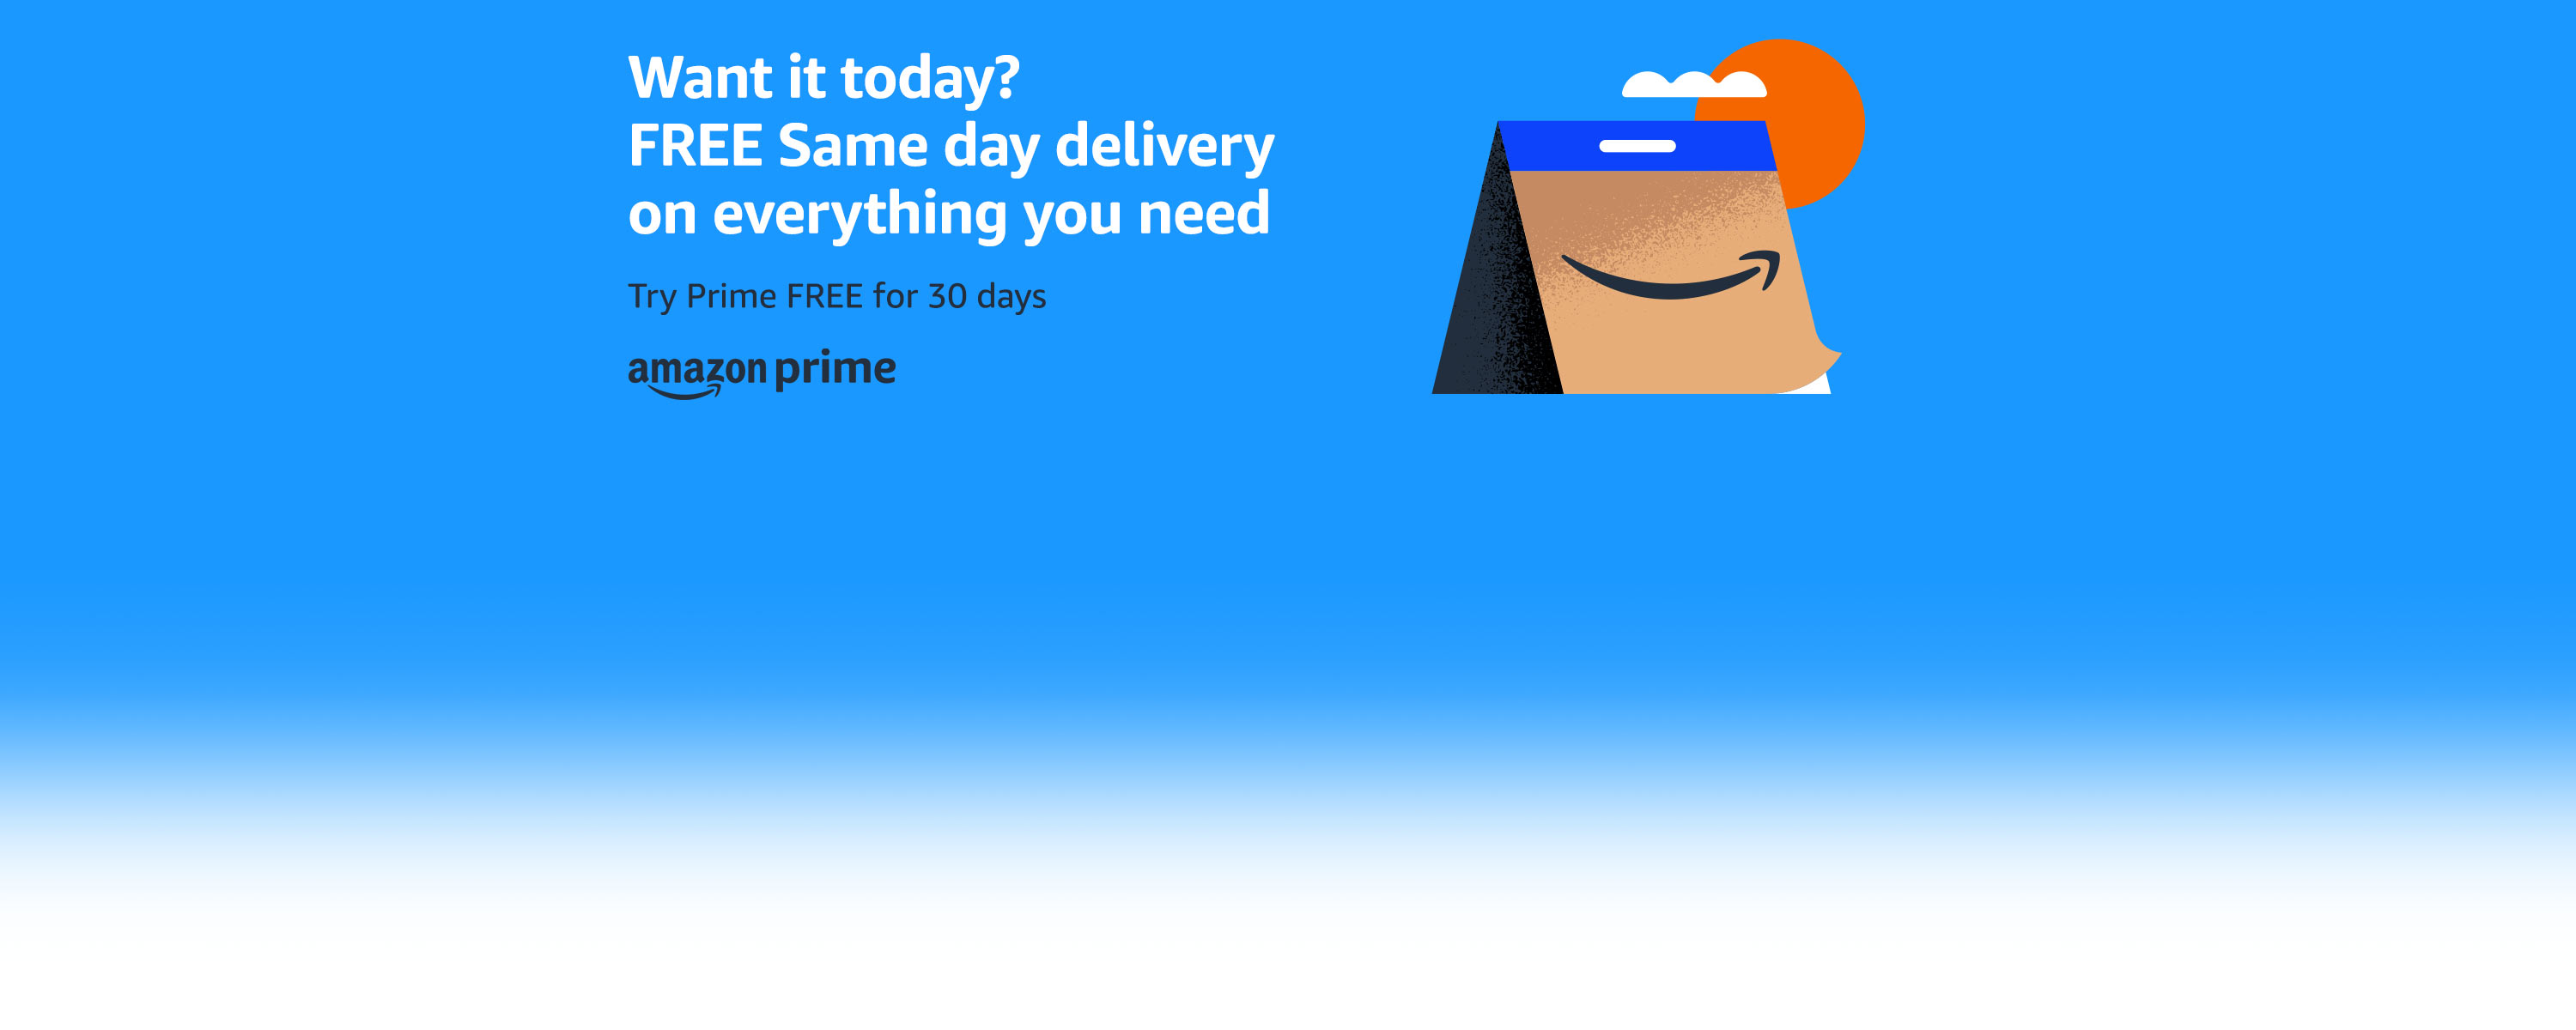 Want it today?
FREE Same day delivery
on everything you need
Try Prime FREE for 30 days
amazon prime